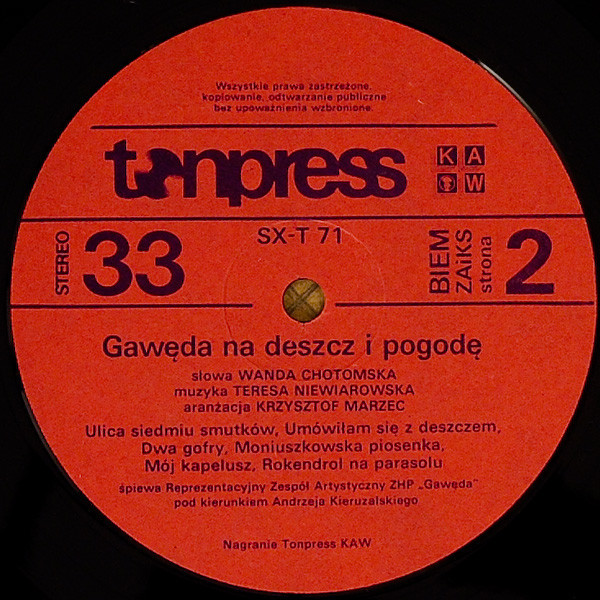 Wszystkie prawa zastrzeżone,
kopiowanie, odtwarzanie publiczne
bez upoważnienia wzbronione.
tonpress
K A
W
SX-T 71
STEREO
33
BIEM
ZAiKS
strona
2
Gawęda na deszcz i pogodę
słowa WANDA CHOTOMSKA
muzyka TERESA NIEWIAROWSKA
aranżacja KRZYSZTOF MARZEC
Ulica siedmiu smutków, Umówiłam się z deszczem,
Dwa gofry, Moniuszkowska piosenka,
Mój kapelusz, Rokendrol na parasolu
śpiewa Reprezentacyjny Zespół Artystyczny ZHP „Gawęda”
pod kierunkiem Andrzeja Kieruzalskiego
Nagranie Tonpress KAW